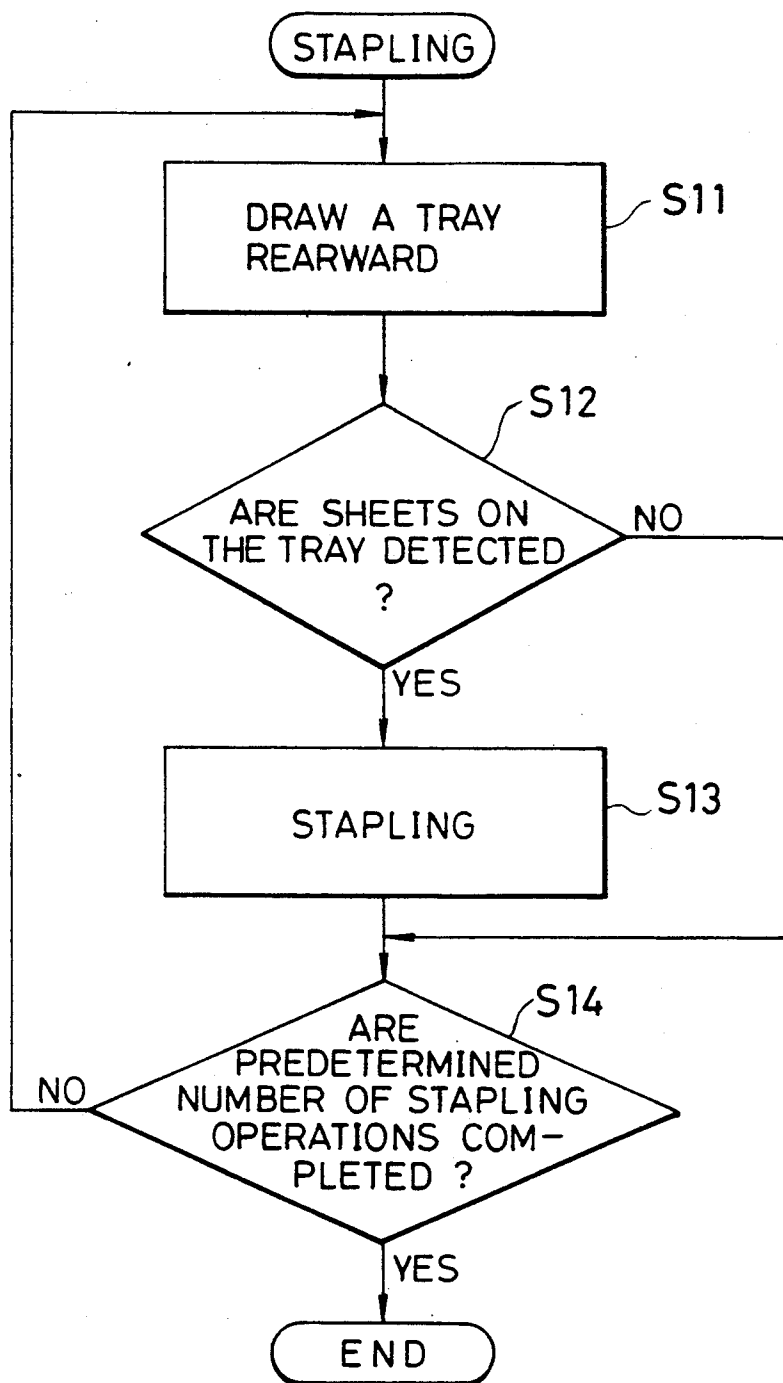 STAPLING
DRAW A TRAY
REARWARD
S11
S12
ARE SHEETS ON
THE TRAY DETECTED
?
NO
YES
STAPLING
S13
S14
ARE
PREDETERMINED
NUMBER OF STAPLING
OPERATIONS COM-
PLETED ?
NO
YES
END